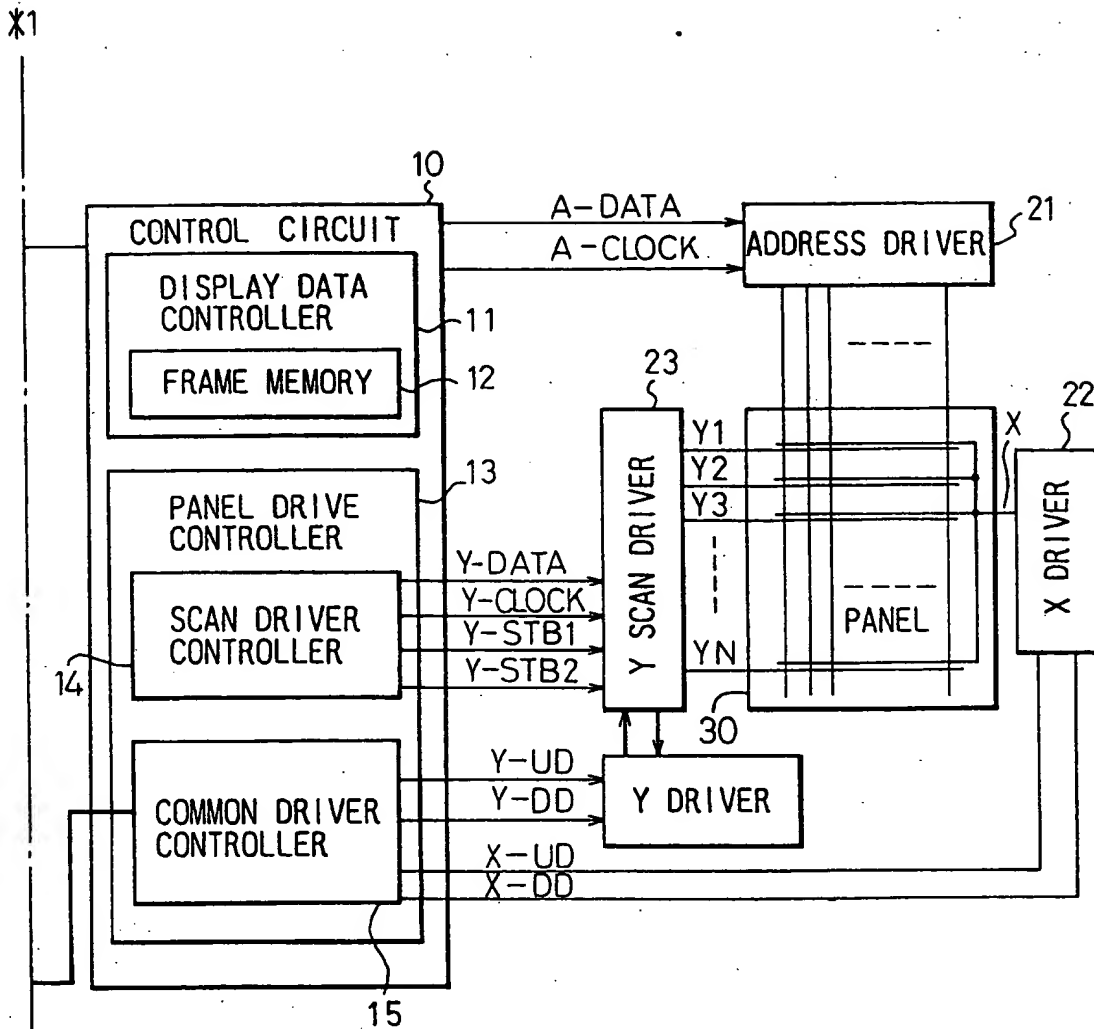 *1
10
CONTROL CIRCUIT
DISPLAY DATA
CONTROLLER
11
FRAME MEMORY
12
13
PANEL DRIVE
CONTROLLER
SCAN DRIVER
CONTROLLER
14
COMMON DRIVER
CONTROLLER
15
A-DATA
A-CLOCK
ADDRESS DRIVER
21
23
Y SCAN DRIVER
Y1
Y2
Y3
YN
X
22
X DRIVER
PANEL
30
Y-DATA
Y-CLOCK
Y-STB1
Y-STB2
Y-UD
Y-DD
Y DRIVER
X-UD
X-DD